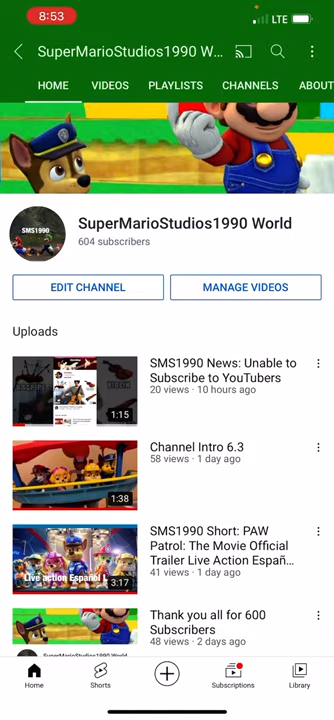 8:53
LTE
SuperMarioStudios1990 W...
HOME VIDEOS PLAYLISTS CHANNELS ABOUT
SMS1990
SuperMarioStudios1990 World
604 subscribers
EDIT CHANNEL
MANAGE VIDEOS
Uploads
SMS1990 News: Unable to
Subscribe to YouTubers
20 views · 10 hours ago
1:15
Channel Intro 6.3
58 views · 1 day ago
1:38
SMS1990 Short: PAW
Patrol: The Movie Official
Trailer Live Action Españ...
41 views · 1 day ago
Live action Español L
3:17
Thank you all for 600
Subscribers
48 views · 2 days ago
SuperMarioStudios1990 World
Home Shorts Subscriptions Library